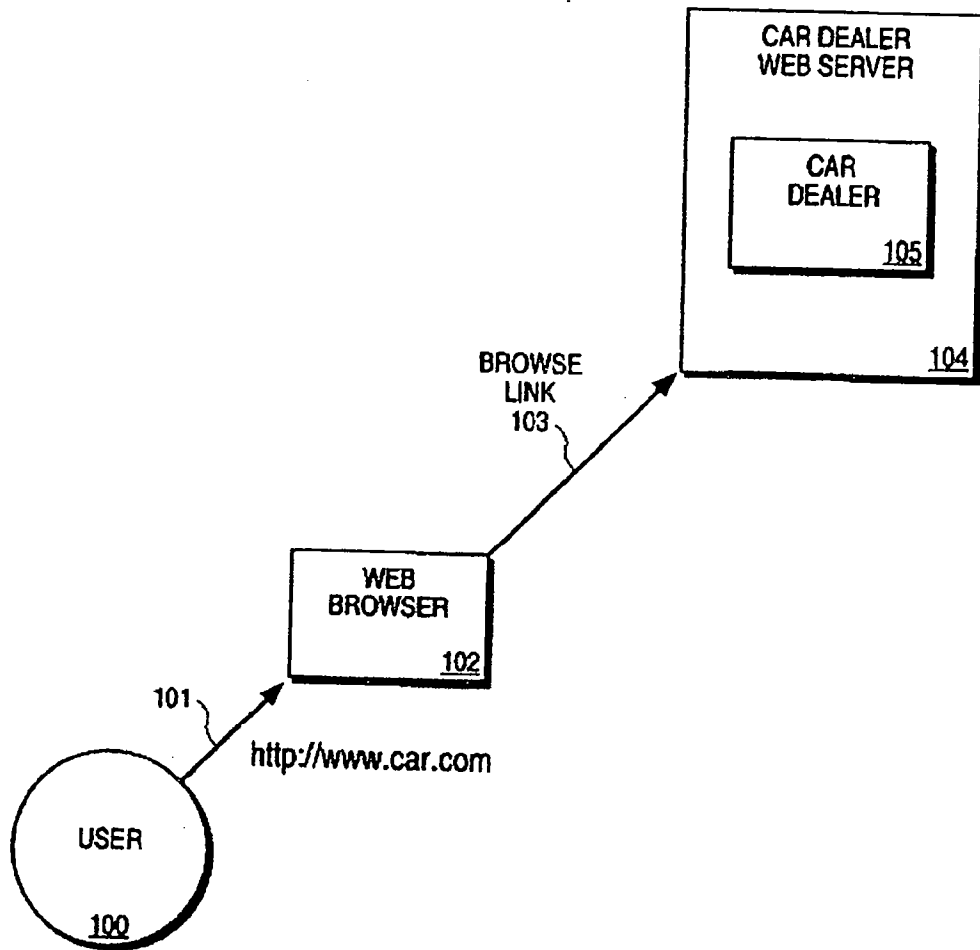 CAR DEALER
WEB SERVER
CAR
DEALER
105
104
BROWSE
LINK
103
WEB
BROWSER
102
101
http://www.car.com
USER
100